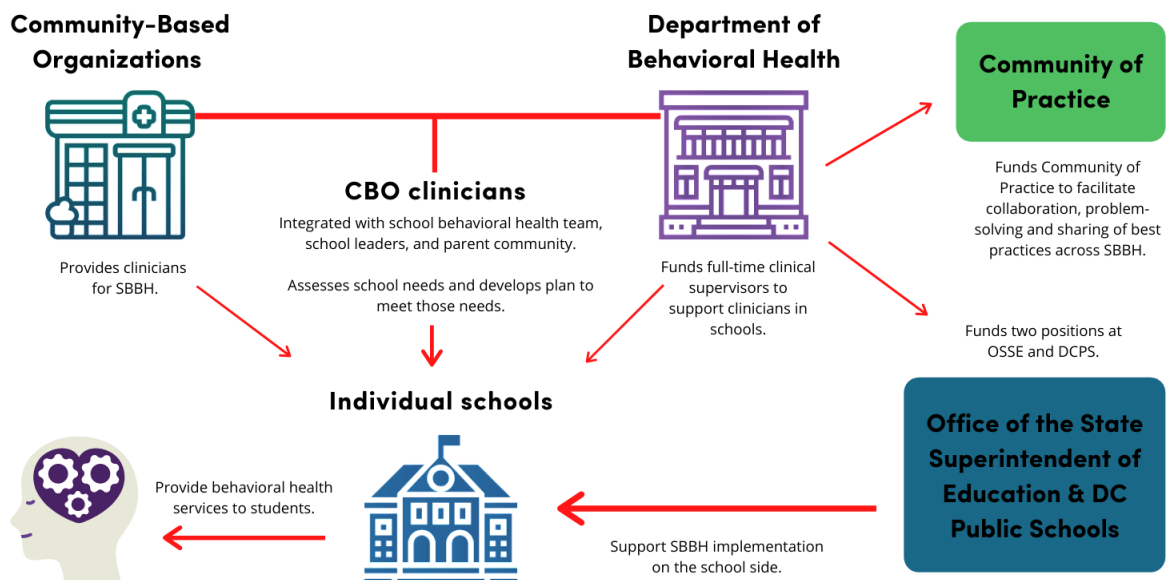 Community-Based
Organizations
Department of
Behavioral Health
Community of
Practice
CBO clinicians
Integrated with school behavioral health team,
school leaders, and parent community.
Assesses school needs and develops plan to
meet those needs.
Provides clinicians
for SBBH.
Funds full-time clinical
supervisors to
support clinicians in
schools.
Funds Community of
Practice to facilitate
collaboration, problem-
solving and sharing of best
practices across SBBH.
Funds two positions at
OSSE and DCPS.
Individual schools
Office of the State
Superintendent of
Education & DC
Public Schools
Provide behavioral health
services to students.
Support SBBH implementation
on the school side.